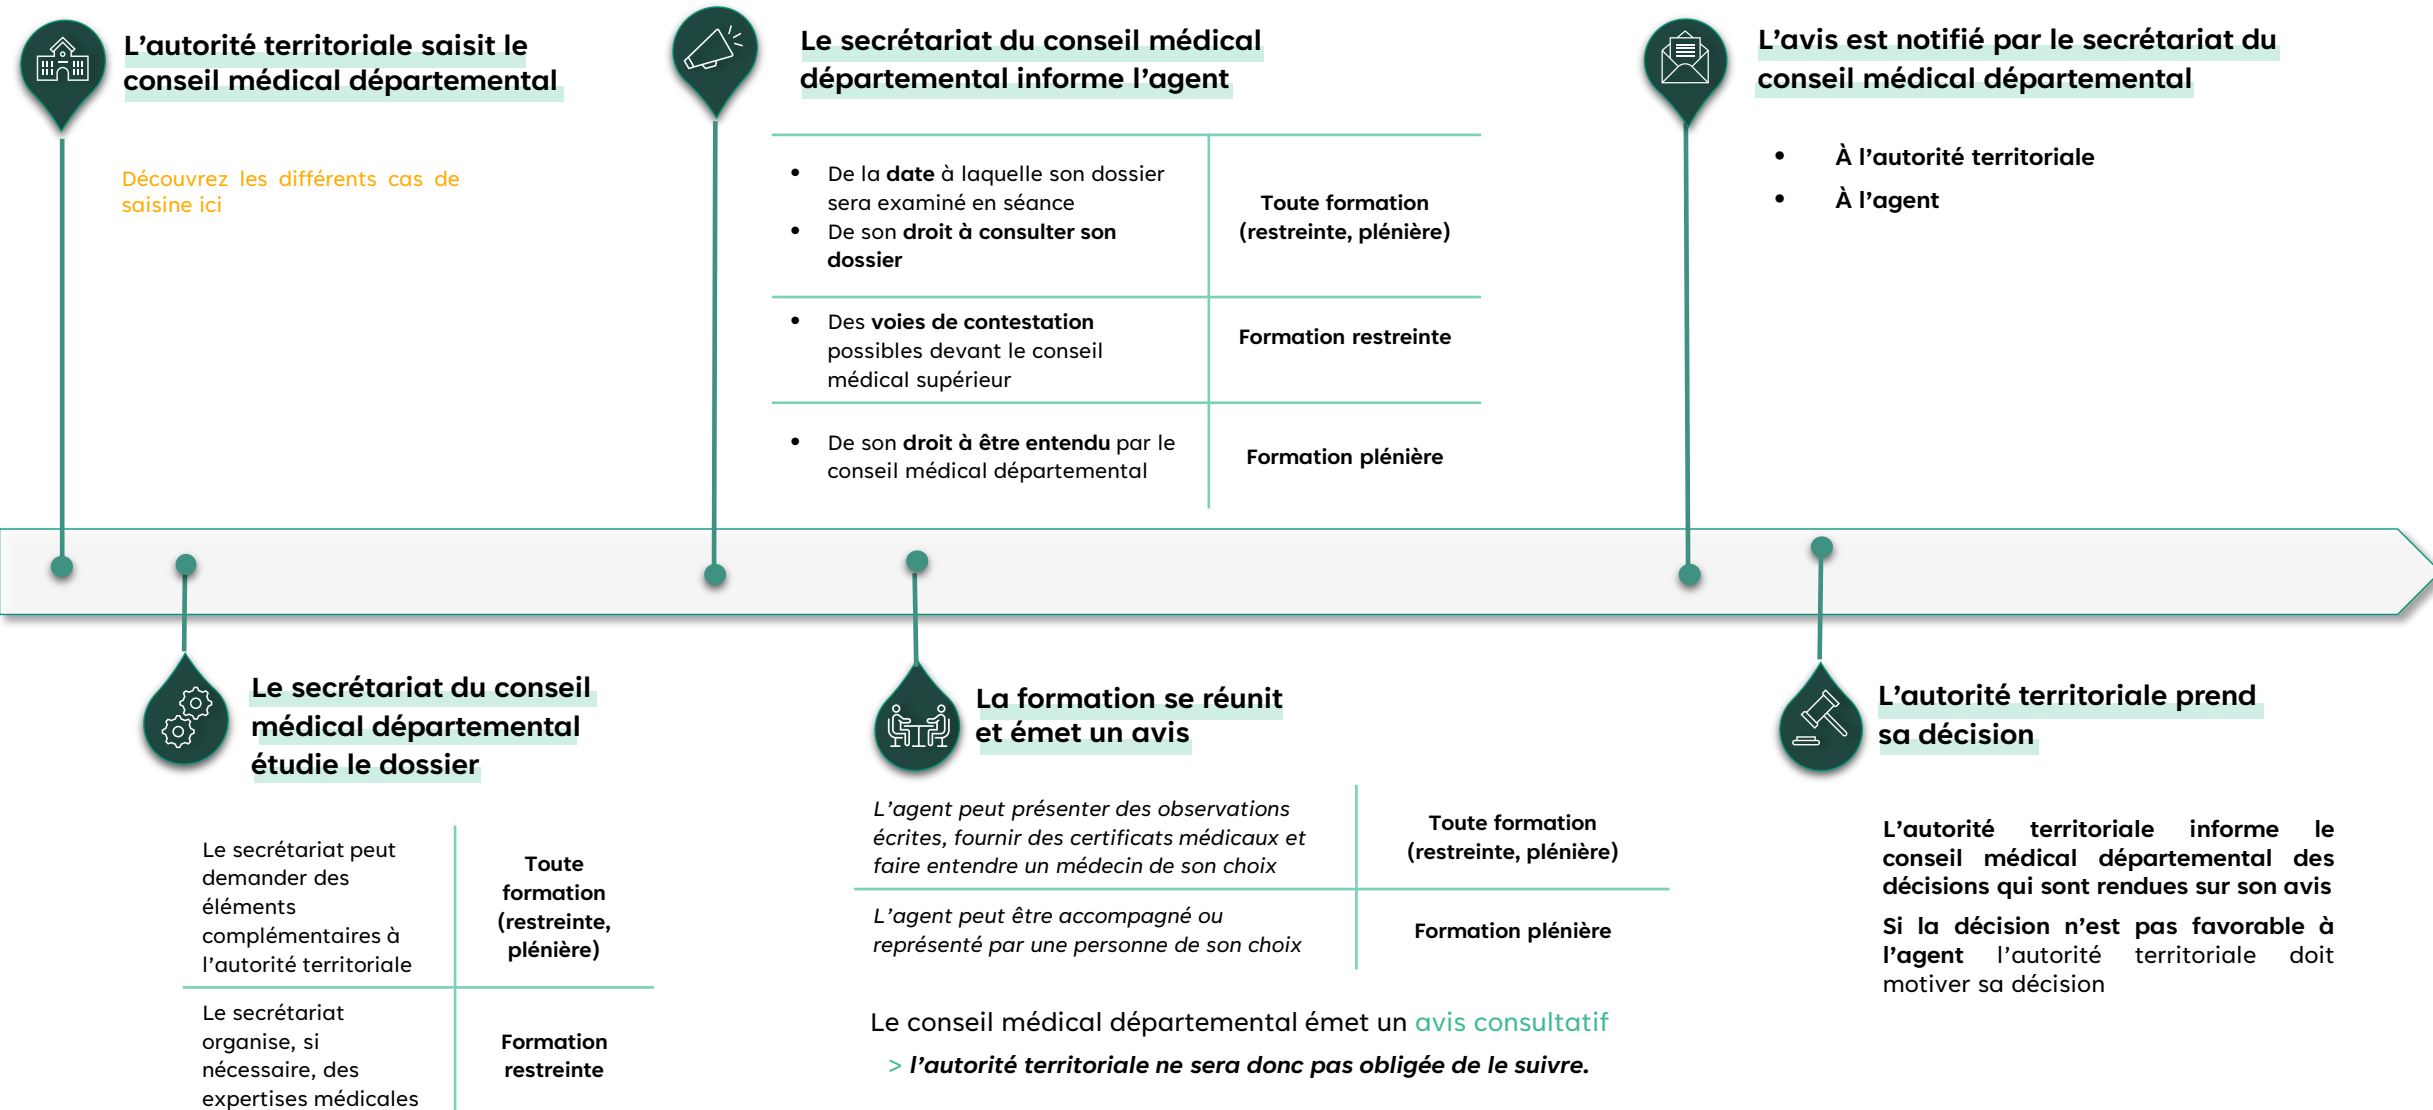 L'autorité territoriale saisit le
conseil médical départemental
Découvrez les différents cas de
saisine ici
Le secrétariat du conseil médical
départemental informe l'agent
• De la date à laquelle son dossier
sera examiné en séance
• De son droit à consulter son
dossier
Toute formation
(restreinte, plénière)
• Des voies de contestation
possibles devant le conseil
médical supérieur
Formation restreinte
• De son droit à être entendu par le
conseil médical départemental
Formation plénière
L'avis est notifié par le secrétariat du
conseil médical départemental
• À l'autorité territoriale
• À l'agent
Le secrétariat du conseil
médical départemental
étudie le dossier
Le secrétariat peut
demander des
éléments
complémentaires à
l'autorité territoriale
Toute
formation
(restreinte,
plénière)
Le secrétariat
organise, si
nécessaire, des
expertises médicales
Formation
restreinte
La formation se réunit
et émet un avis
L'agent peut présenter des observations
écrites, fournir des certificats médicaux et
faire entendre un médecin de son choix
Toute formation
(restreinte, plénière)
L'agent peut être accompagné ou
représenté par une personne de son choix
Formation plénière
Le conseil médical départemental émet un avis consultatif
> l'autorité territoriale ne sera donc pas obligée de le suivre.
L'autorité territoriale prend
sa décision
L'autorité territoriale informe le
conseil médical départemental des
décisions qui sont rendues sur son avis
Si la décision n'est pas favorable à
l'agent l'autorité territoriale doit
motiver sa décision